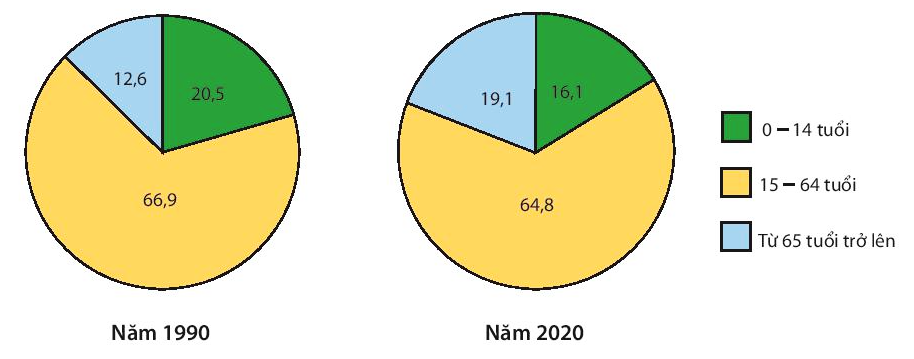 12,6
20,5
66,9
Năm 1990
19,1
16,1
64,8
Năm 2020
0 – 14 tuổi
15 – 64 tuổi
Từ 65 tuổi trở lên